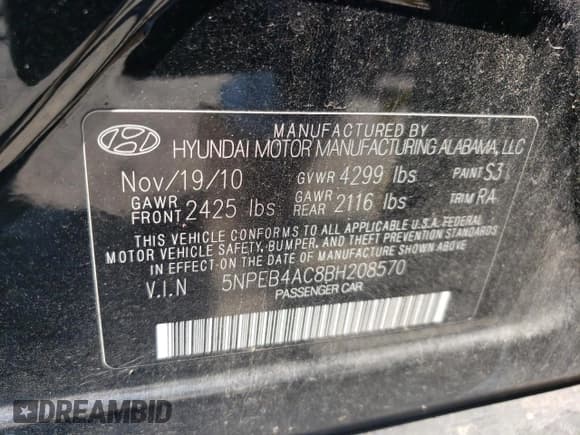 MANUFACTURED BY
HYUNDAI MOTOR MANUFACTURING ALABAMA, LLC
Nov/19/10 GVWR 4299 lbs PAINT S3
GAWR FRONT 2425 lbs GAWR REAR 2116 lbs TRIM RA
THIS VEHICLE CONFORMS TO ALL APPLICABLE U.S.A. FEDERAL
MOTOR VEHICLE SAFETY, BUMPER, AND THEFT PREVENTION STANDARDS
IN EFFECT ON THE DATE OF MANUFACTURE SHOWN ABOVE.
V.I.N 5NPEB4AC8BH208570
PASSENGER CAR
DREAMBID